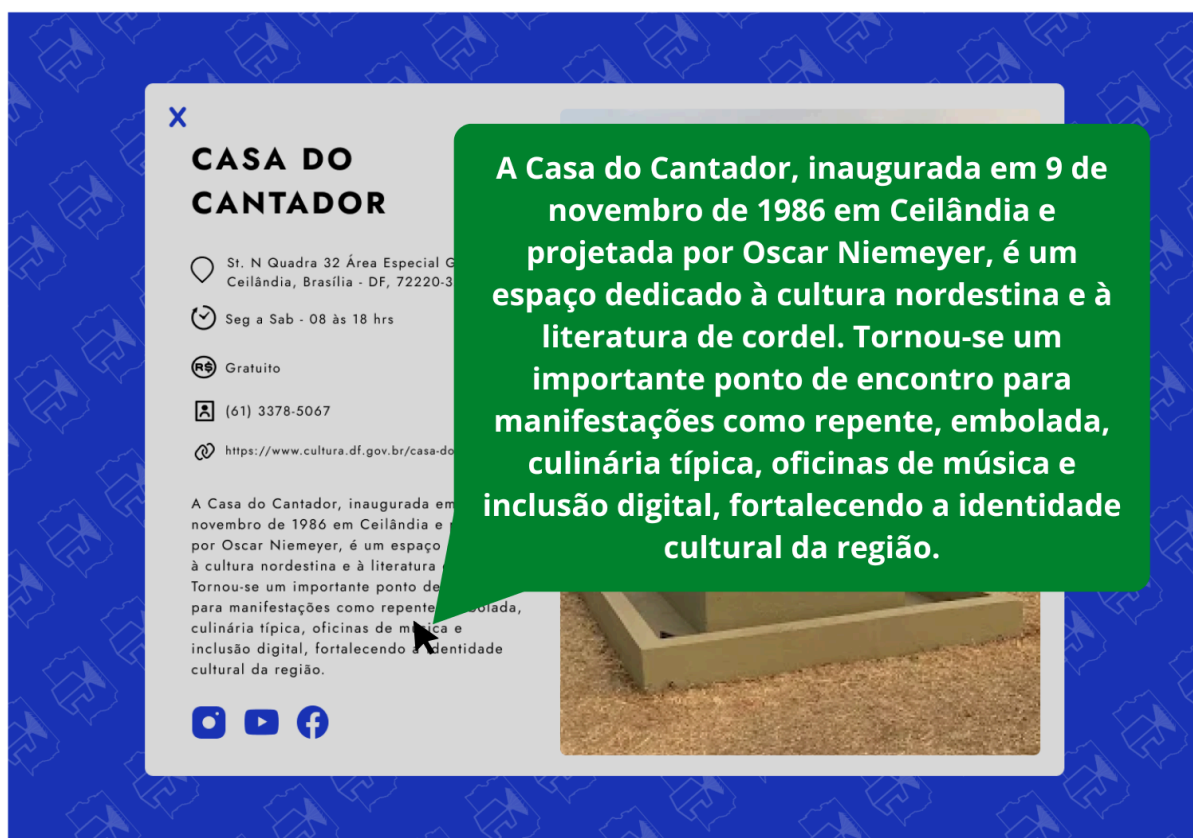 X
CASA DO
CANTADOR
St. N Quadra 32 Área Especial G
Ceilândia, Brasília - DF, 72220-3
Seg a Sab - 08 às 18 hrs
R$ Gratuito
(61) 3378-5067
https://www.cultura.df.gov.br/casa-do
A Casa do Cantador, inaugurada em
novembro de 1986 em Ceilândia e
por Oscar Niemeyer, é um espaço
à cultura nordestina e à literatura
Tornou-se um importante ponto de
para manifestações como repente
culinária típica, oficinas de música e
inclusão digital, fortalecendo a identidade
cultural da região.
A Casa do Cantador, inaugurada em 9 de
novembro de 1986 em Ceilândia e
projetada por Oscar Niemeyer, é um
espaço dedicado à cultura nordestina e à
literatura de cordel. Tornou-se um
importante ponto de encontro para
manifestações como repente, embolada,
culinária típica, oficinas de música e
inclusão digital, fortalecendo a identidade
cultural da região.